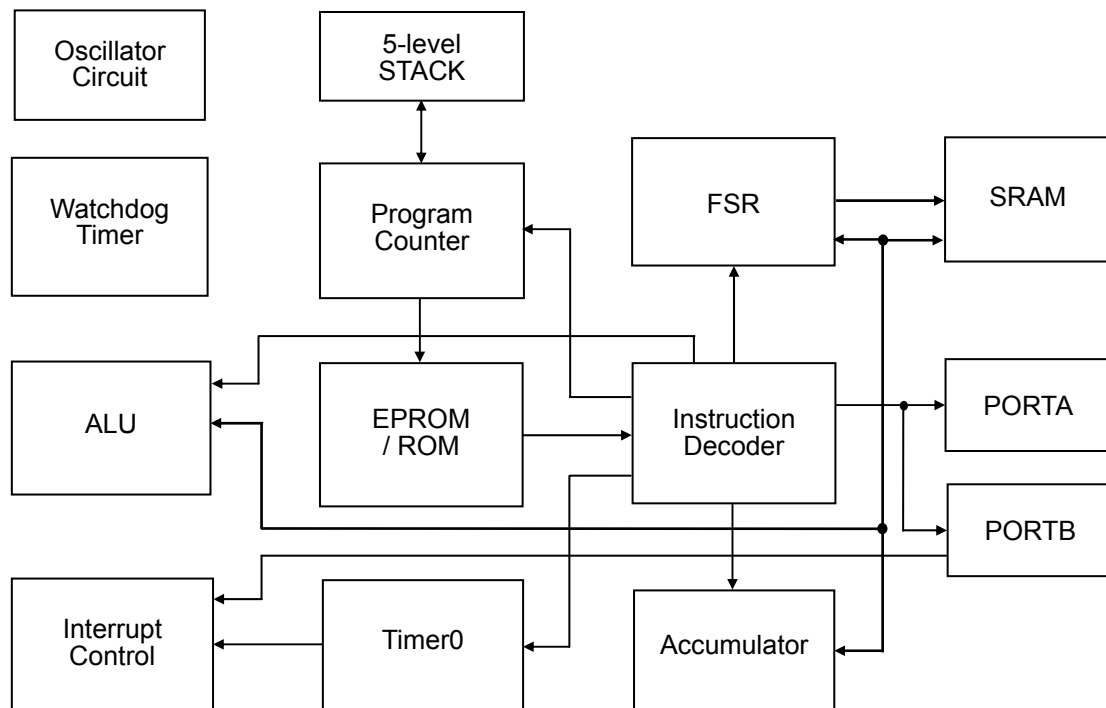 Oscillator
Circuit
5-level
STACK
Watchdog
Timer
Program
Counter
FSR
SRAM
ALU
EPROM
/ ROM
Instruction
Decoder
PORTA
PORTB
Interrupt
Control
Timer0
Accumulator